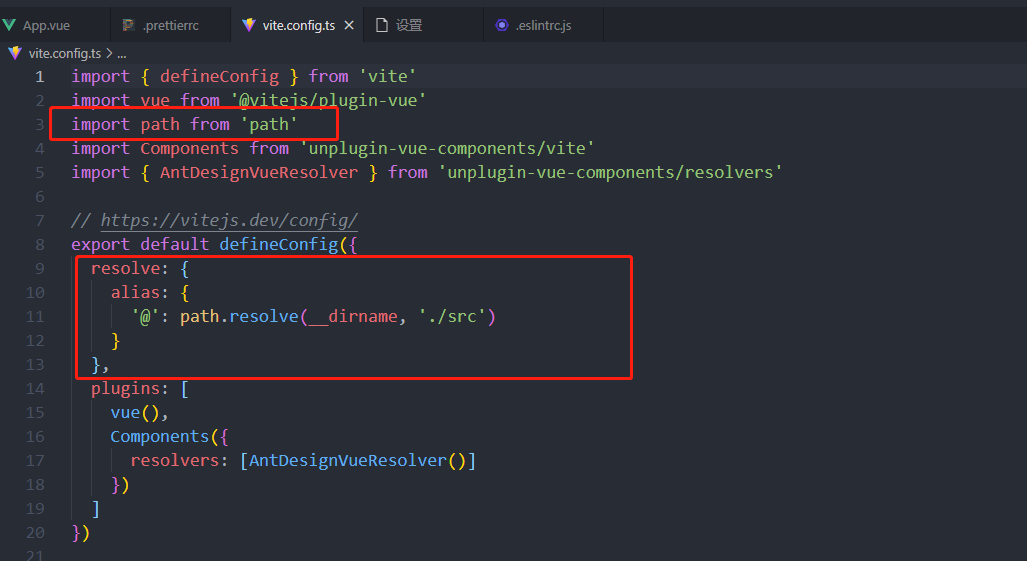 App.vue .prettierrc vite.config.ts 设置 .eslintrc.js
vite.config.ts > ...
1 import { defineConfig } from 'vite'
2 import vue from '@vitejs/plugin-vue'
3 import path from 'path'
4 import Components from 'unplugin-vue-components/vite'
5 import { AntDesignVueResolver } from 'unplugin-vue-components/resolvers'
6
7 // https://vitejs.dev/config/
8 export default defineConfig({
9 resolve: {
10 alias: {
11 '@': path.resolve(__dirname, './src')
12 }
13 },
14 plugins: [
15 vue(),
16 Components({
17 resolvers: [AntDesignVueResolver()]
18 })
19 ]
20 })
21